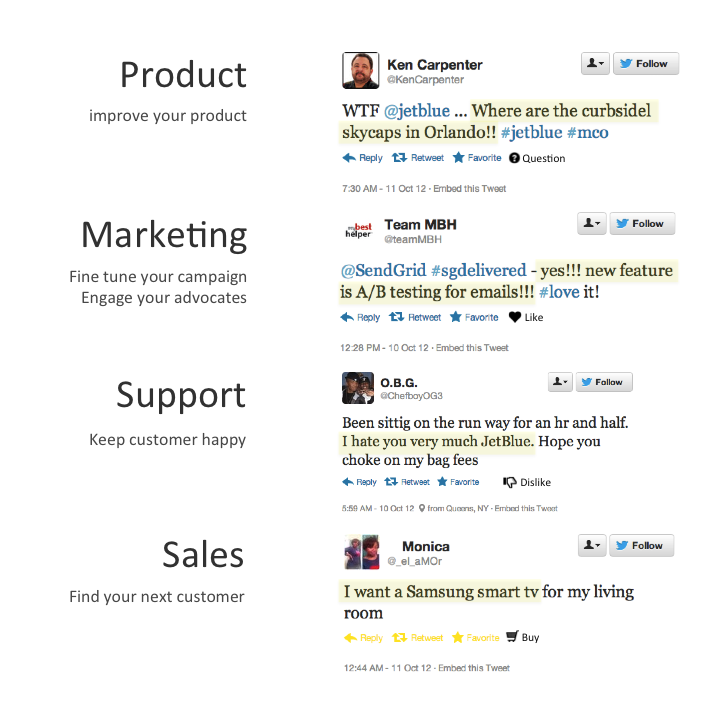 Product
improve your product
Ken Carpenter
@KenCarpenter
Follow
WTF @jetblue ... Where are the curbsidel
skycaps in Orlando!! #jetblue #mco
Reply Retweet Favorite ? Question
7:30 AM - 11 Oct 12 · Embed this Tweet
Marketing
Fine tune your campaign
Engage your advocates
mybest
helper
Team MBH
@teamMBH
Follow
@SendGrid #sgdelivered - yes!!! new feature
is A/B testing for emails!!! #love it!
Reply Retweet Favorite Like
12:28 PM - 10 Oct 12 · Embed this Tweet
Support
Keep customer happy
O.B.G.
@ChefboyOG3
Follow
Been sittig on the run way for an hr and half.
I hate you very much JetBlue. Hope you
choke on my bag fees
Reply Retweet Favorite Dislike
5:59 AM - 10 Oct 12 from Queens, NY · Embed this Tweet
Sales
Find your next customer
Monica
@_el_aMOr
Follow
I want a Samsung smart tv for my living
room
Reply Retweet Favorite Buy
12:44 AM - 11 Oct 12 · Embed this Tweet